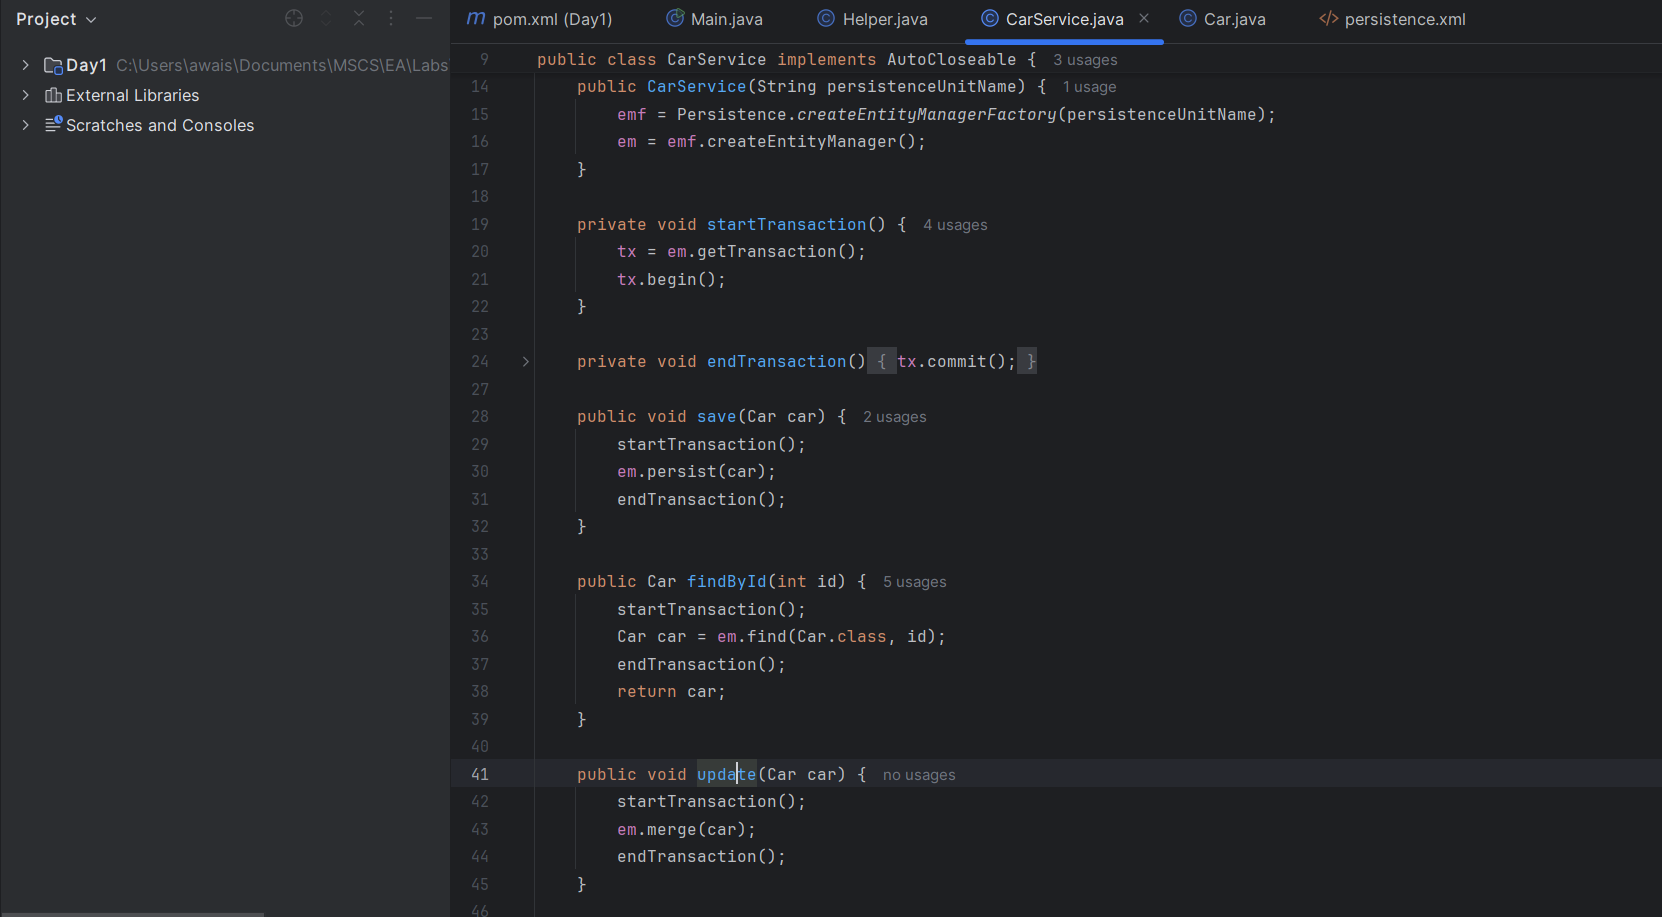 Project
m pom.xml (Day1) Main.java Helper.java CarService.java Car.java persistence.xml
Day1 C:\Users\awais\Documents\MSCS\EA\Labs
External Libraries
Scratches and Consoles
9 public class CarService implements AutoCloseable { 3 usages
14 public CarService(String persistenceUnitName) { 1 usage
15 emf = Persistence.createEntityManagerFactory(persistenceUnitName);
16 em = emf.createEntityManager();
17 }
18
19 private void startTransaction() { 4 usages
20 tx = em.getTransaction();
21 tx.begin();
22 }
23
24 private void endTransaction() { tx.commit(); }
27
28 public void save(Car car) { 2 usages
29 startTransaction();
30 em.persist(car);
31 endTransaction();
32 }
33
34 public Car findById(int id) { 5 usages
35 startTransaction();
36 Car car = em.find(Car.class, id);
37 endTransaction();
38 return car;
39 }
40
41 public void update(Car car) { no usages
42 startTransaction();
43 em.merge(car);
44 endTransaction();
45 }
46